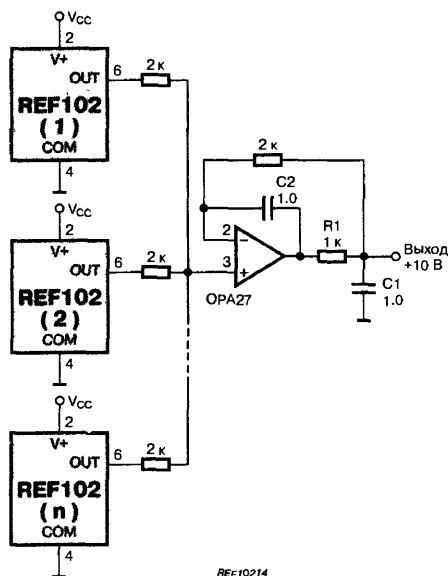 VCC
2
V+
OUT
6
2 к
REF102
(1)
COM
4
VCC
2
V+
OUT
6
2 к
REF102
(2)
COM
4
VCC
2
V+
OUT
6
2 к
REF102
(n)
COM
4
2 к
C2
1.0
2
−
3
+
OPA27
R1
1 к
Выход
+10 В
C1
1.0
REF10214